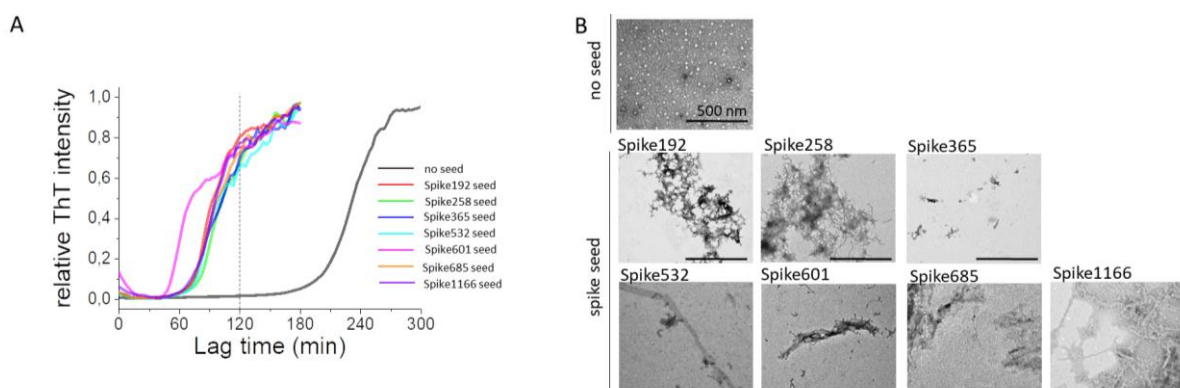 A
relative ThT intensity
1,0
0,8
0,6
0,4
0,2
0,0
0 60 120 180 240 300
Lag time (min)
no seed
Spike192 seed
Spike258 seed
Spike365 seed
Spike532 seed
Spike601 seed
Spike685 seed
Spike1166 seed
B
no seed
500 nm
spike seed
Spike192 Spike258 Spike365
Spike532 Spike601 Spike685 Spike1166